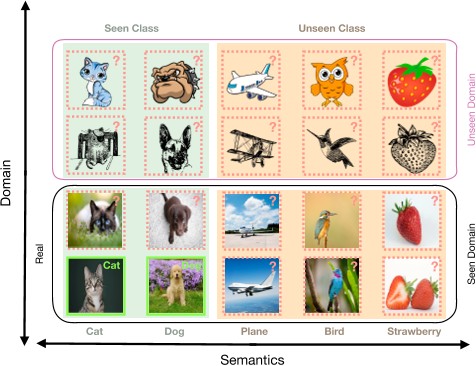 Seen Class
Unseen Class
? ? ? ? ?
? ? ? ? ?
Unseen Domain
Domain
? ? ? ? ?
Real
Seen Domain
Cat
? ? ?
Cat
Dog
Plane
Bird
Strawberry
Semantics